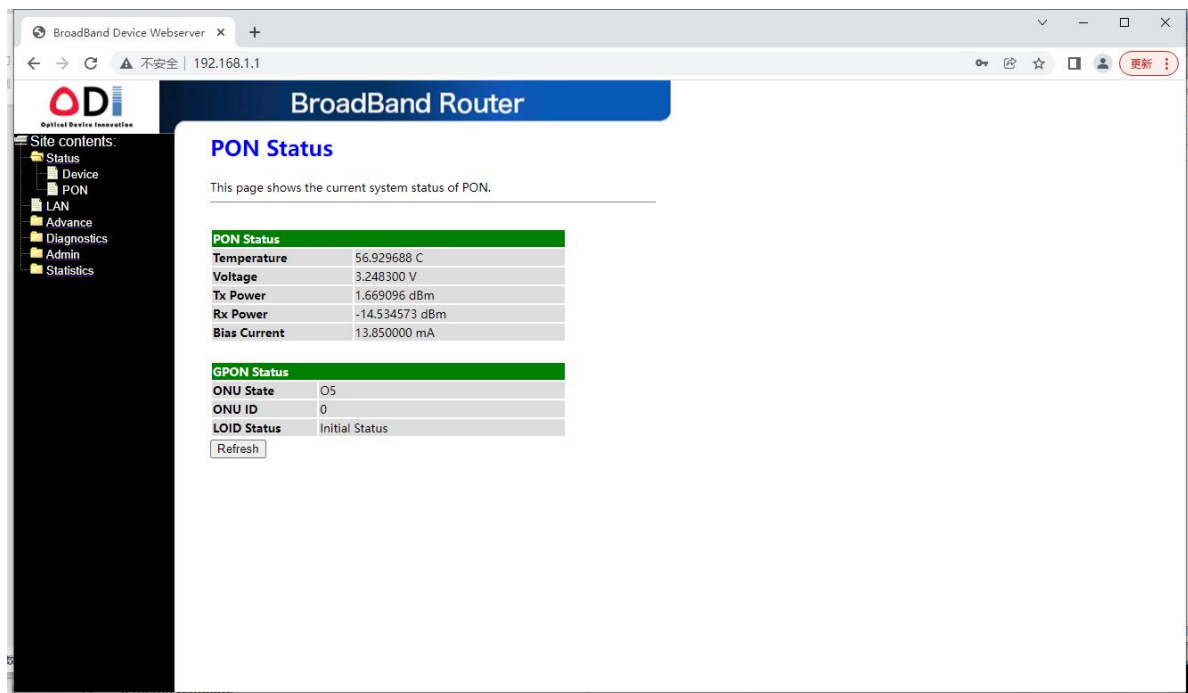 BroadBand Device Webserver
不安全 | 192.168.1.1
更新
ODi
Optical Device Innovation
BroadBand Router
Site contents:
Status
Device
PON
LAN
Advance
Diagnostics
Admin
Statistics
PON Status
This page shows the current system status of PON.
PON Status
Temperature 56.929688 C
Voltage 3.248300 V
Tx Power 1.669096 dBm
Rx Power -14.534573 dBm
Bias Current 13.850000 mA
GPON Status
ONU State O5
ONU ID 0
LOID Status Initial Status
Refresh